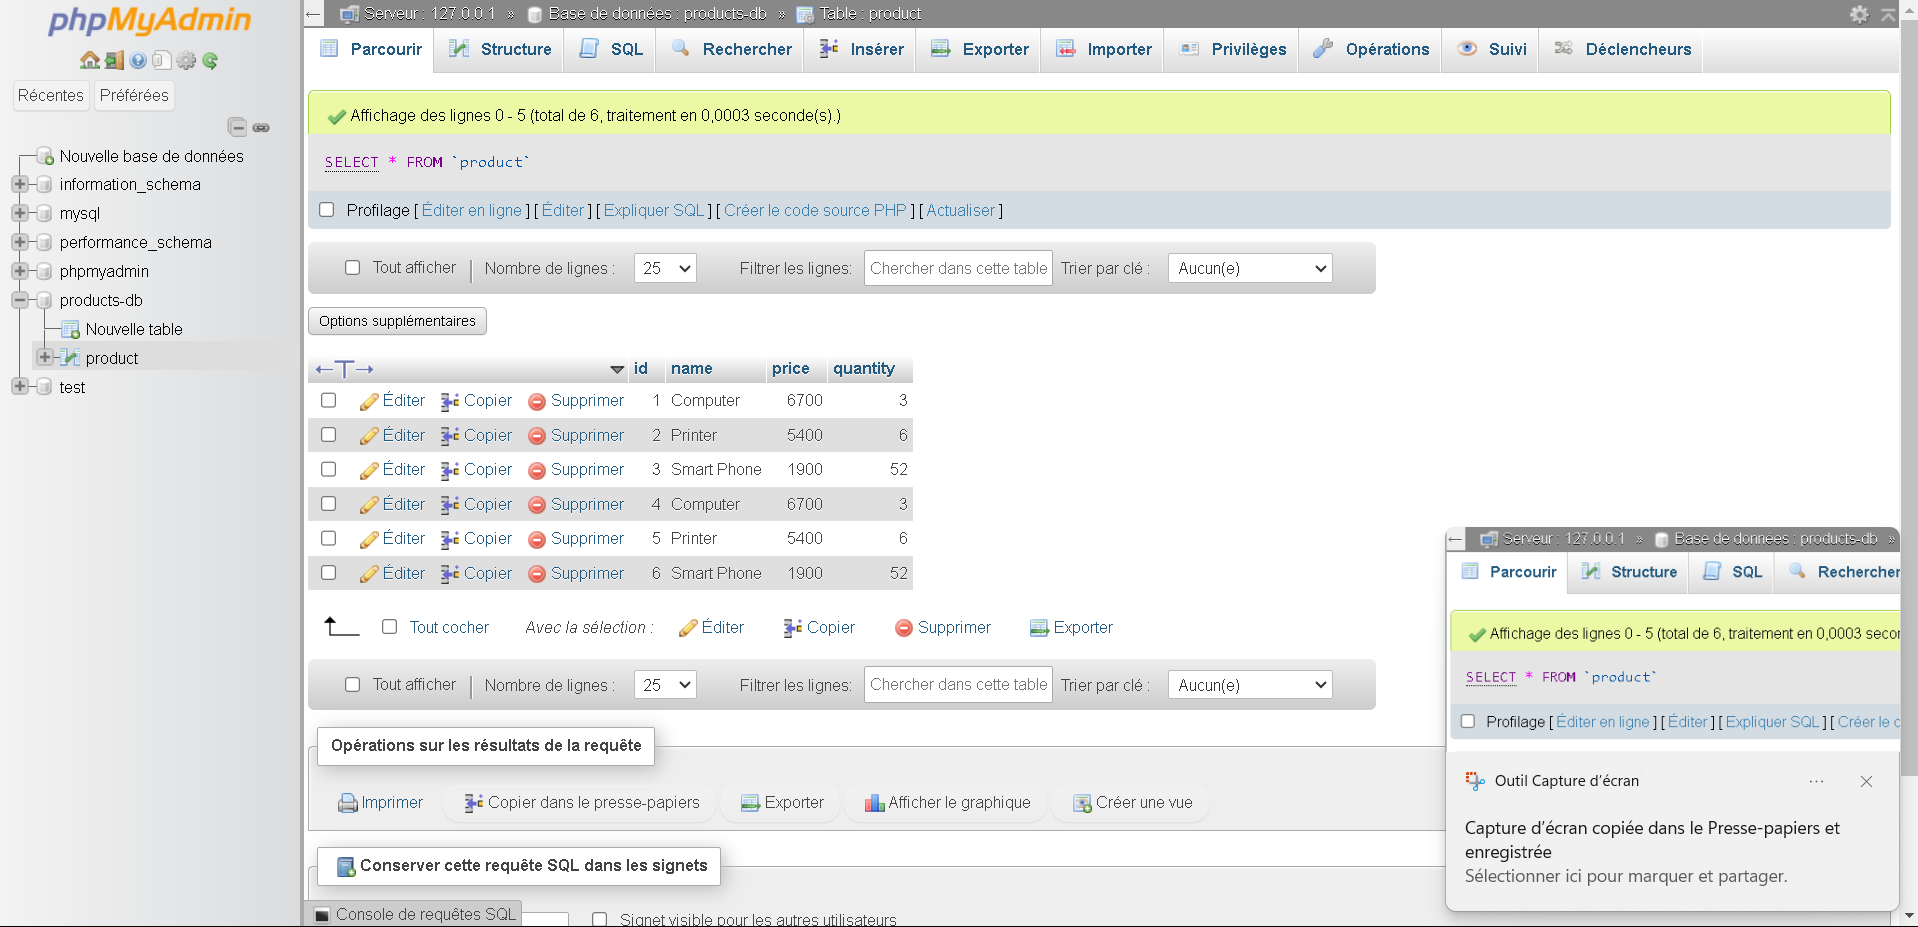 phpMyAdmin
Récentes Préférées
Nouvelle base de données
information_schema
mysql
performance_schema
phpmyadmin
products-db
Nouvelle table
product
test
← Serveur : 127.0.0.1 » Base de données : products-db » Table : product
Parcourir Structure SQL Rechercher Insérer Exporter Importer Privilèges Opérations Suivi Déclencheurs
Affichage des lignes 0 - 5 (total de 6, traitement en 0,0003 seconde(s).)
SELECT * FROM `product`
Profilage [ Éditer en ligne ] [ Éditer ] [ Expliquer SQL ] [ Créer le code source PHP ] [ Actualiser ]
Tout afficher | Nombre de lignes : 25 Filtrer les lignes: Chercher dans cette table Trier par clé : Aucun(e)
Options supplémentaires
←T→ id name price quantity
Éditer Copier Supprimer 1 Computer 6700 3
Éditer Copier Supprimer 2 Printer 5400 6
Éditer Copier Supprimer 3 Smart Phone 1900 52
Éditer Copier Supprimer 4 Computer 6700 3
Éditer Copier Supprimer 5 Printer 5400 6
Éditer Copier Supprimer 6 Smart Phone 1900 52
Tout cocher Avec la sélection : Éditer Copier Supprimer Exporter
Tout afficher | Nombre de lignes : 25 Filtrer les lignes: Chercher dans cette table Trier par clé : Aucun(e)
Opérations sur les résultats de la requête
Imprimer Copier dans le presse-papiers Exporter Afficher le graphique Créer une vue
Conserver cette requête SQL dans les signets
Console de requêtes SQL
Signet visible pour les autres utilisateurs
← Serveur : 127.0.0.1 » Base de données : products-db »
Parcourir Structure SQL Rechercher
Affichage des lignes 0 - 5 (total de 6, traitement en 0,0003 secon
SELECT * FROM `product`
Profilage [ Éditer en ligne ] [ Éditer ] [ Expliquer SQL ] [ Créer le c
Outil Capture d'écran ...
Capture d'écran copiée dans le Presse-papiers et
enregistrée
Sélectionner ici pour marquer et partager.